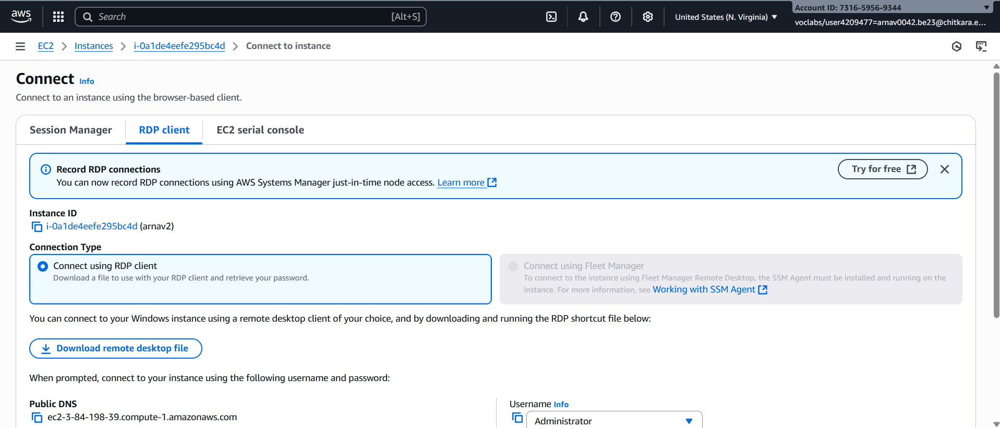 aws
Search [Alt+S]
United States (N. Virginia)
Account ID: 7316-5956-9344
voclabs/user4209477=arnav0042.be23@chitkara.e...
EC2 Instances i-0a1de4eefe295bc4d Connect to instance
Connect Info
Connect to an instance using the browser-based client.
Session Manager RDP client EC2 serial console
Record RDP connections
You can now record RDP connections using AWS Systems Manager just-in-time node access. Learn more
Try for free
Instance ID
i-0a1de4eefe295bc4d (arnav2)
Connection Type
Connect using RDP client
Download a file to use with your RDP client and retrieve your password.
Connect using Fleet Manager
To connect to the instance using Fleet Manager Remote Desktop, the SSM Agent must be installed and running on the
instance. For more information, see Working with SSM Agent
You can connect to your Windows instance using a remote desktop client of your choice, and by downloading and running the RDP shortcut file below:
Download remote desktop file
When prompted, connect to your instance using the following username and password:
Public DNS
ec2-3-84-198-39.compute-1.amazonaws.com
Username Info
Administrator